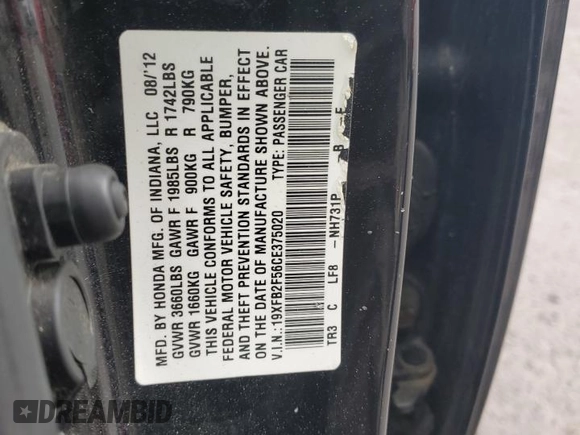 MFD. BY HONDA MFG. OF INDIANA, LLC 08/'12
GVWR 3660LBS GAWR F 1985LBS R 1742LBS
GVWR 1660KG GAWR F 900KG R 790KG
THIS VEHICLE CONFORMS TO ALL APPLICABLE
FEDERAL MOTOR VEHICLE SAFETY, BUMPER,
AND THEFT PREVENTION STANDARDS IN EFFECT
ON THE DATE OF MANUFACTURE SHOWN ABOVE.
V.I.N.:19XFB2F56CE375020 TYPE: PASSENGER CAR
TR3 C LF8 -NH731P B E
DREAMBID